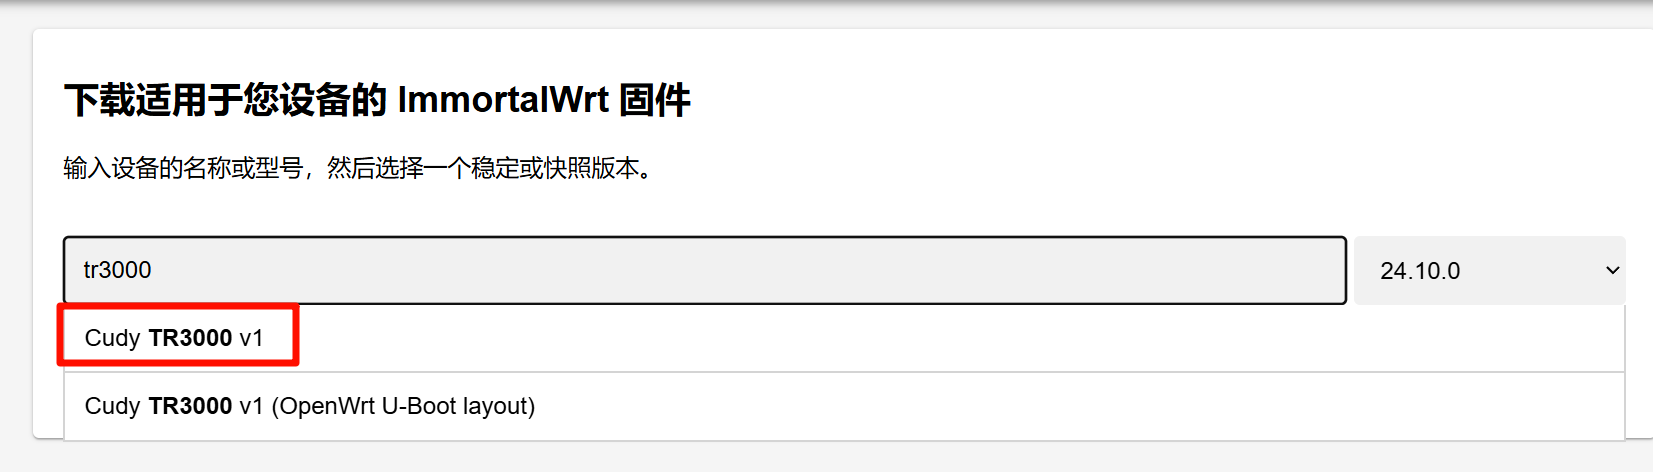 下载适用于您设备的 ImmortalWrt 固件
输入设备的名称或型号，然后选择一个稳定或快照版本。
tr3000
24.10.0
Cudy TR3000 v1
Cudy TR3000 v1 (OpenWrt U-Boot layout)